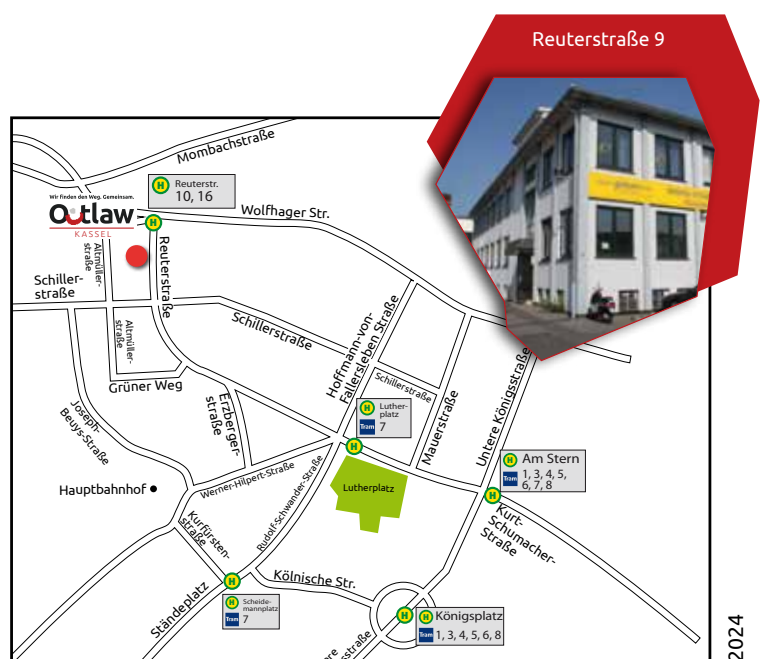 Reuterstraße 9
Mombachstraße
Wir finden den Weg. Gemeinsam.
Outlaw
KASSEL
H Reuterstr.
10, 16
H
Wolfhager Str.
Altmüller-
straße
Reuterstraße
Schiller-
straße
Altmüller-
straße
Schillerstraße
Hoffmann-von-
Fallersleben Straße
Schillerstraße
Grüner Weg
Erzberger-
straße
Joseph-
Beuys-Straße
H Luther-
platz
Tram 7
H
Mauerstraße
Untere Königsstraße
H Am Stern
Tram 1, 3, 4, 5,
6, 7, 8
H
Werner-Hilpert-Straße
Rudolf-Schwander-Straße
Lutherplatz
Hauptbahnhof
Kurfürsten-
straße
Kurt-
Schumacher-
Straße
Kölnische Str.
H
Ständeplatz
H Scheide-
mannplatz
Tram 7
H
H Königsplatz
Tram 1, 3, 4, 5, 6, 8
2024